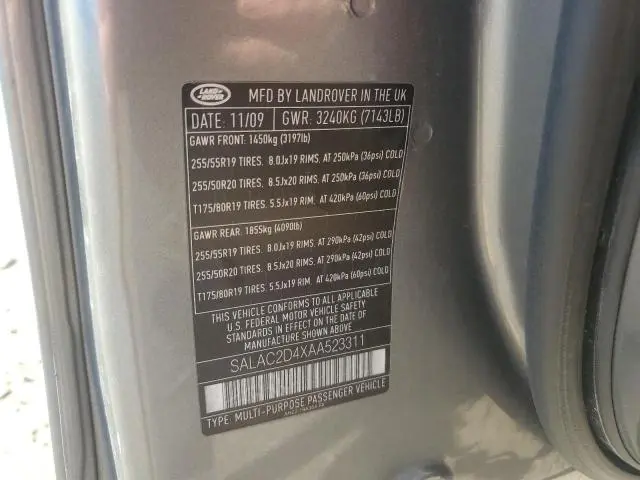 LAND ROVER
MFD BY LANDROVER IN THE UK
DATE: 11/09 GWR: 3240KG (7143LB)
GAWR FRONT: 1450kg (3197lb)
255/55R19 TIRES. 8.0Jx19 RIMS. AT 250kPa (36psi) COLD
255/50R20 TIRES. 8.5Jx20 RIMS. AT 250kPa (36psi) COLD
T175/80R19 TIRES. 5.5Jx19 RIM. AT 420kPa (60psi) COLD
GAWR REAR: 1855kg (4090lb)
255/55R19 TIRES. 8.0Jx19 RIMS. AT 290kPa (42psi) COLD
255/50R20 TIRES. 8.5Jx20 RIMS. AT 290kPa (42psi) COLD
T175/80R19 TIRES. 5.5Jx19 RIM. AT 420kPa (60psi) COLD
THIS VEHICLE CONFORMS TO ALL APPLICABLE
U.S. FEDERAL MOTOR VEHICLE SAFETY
STANDARDS IN EFFECT ON THE DATE OF
MANUFACTURE SHOWN ABOVE.
SALAC2D4XAA523311
TYPE: MULTI-PURPOSE PASSENGER VEHICLE